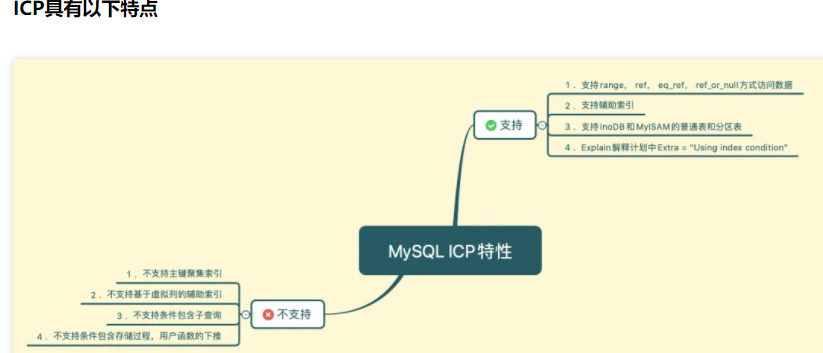 ICP具有以下特点
1．支持range， ref， eq_ref， ref_or_null方式访问数据
2．支持辅助索引
支持
3．支持InoDB和MyISAM的普通表和分区表
4．Explain解释计划中Extra = "Using index condition"
MySQL ICP特性
1．不支持主键聚集索引
2．不支持基于虚拟列的辅助索引
不支持
3．不支持条件包含子查询
4．不支持条件包含存储过程，用户函数的下推